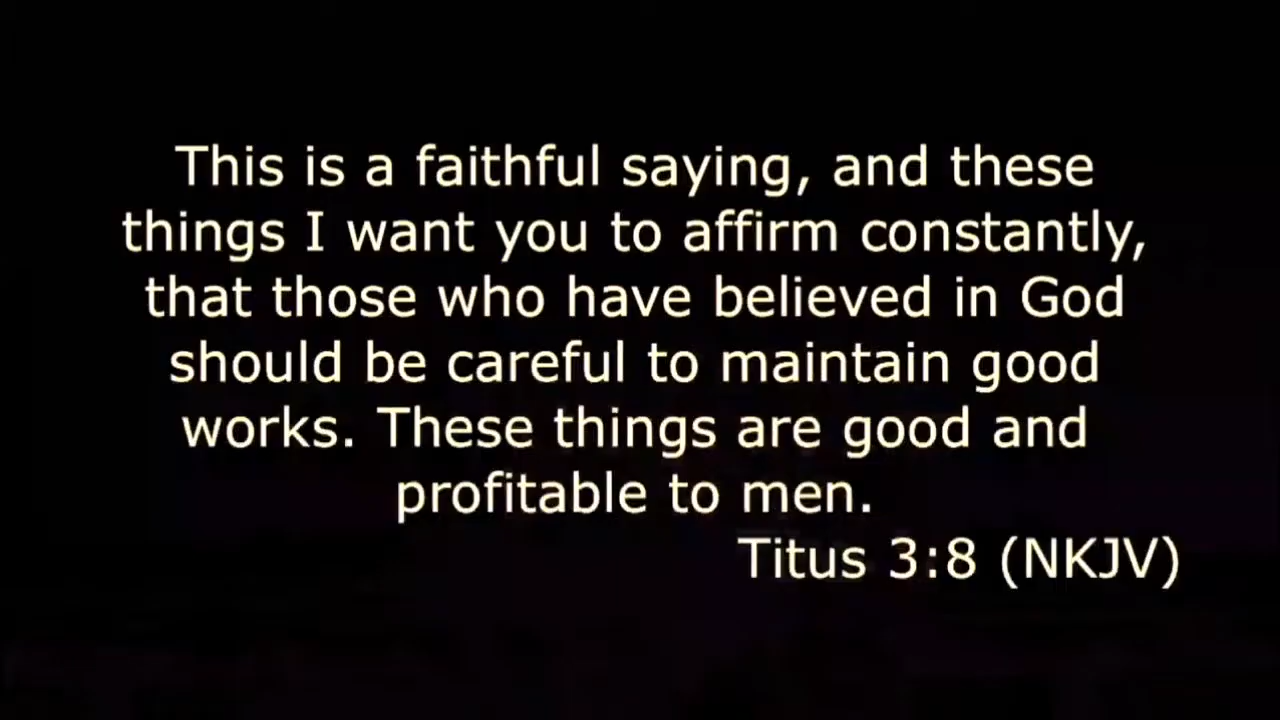 This is a faithful saying, and these
things I want you to affirm constantly,
that those who have believed in God
should be careful to maintain good
works. These things are good and
profitable to men.
Titus 3:8 (NKJV)